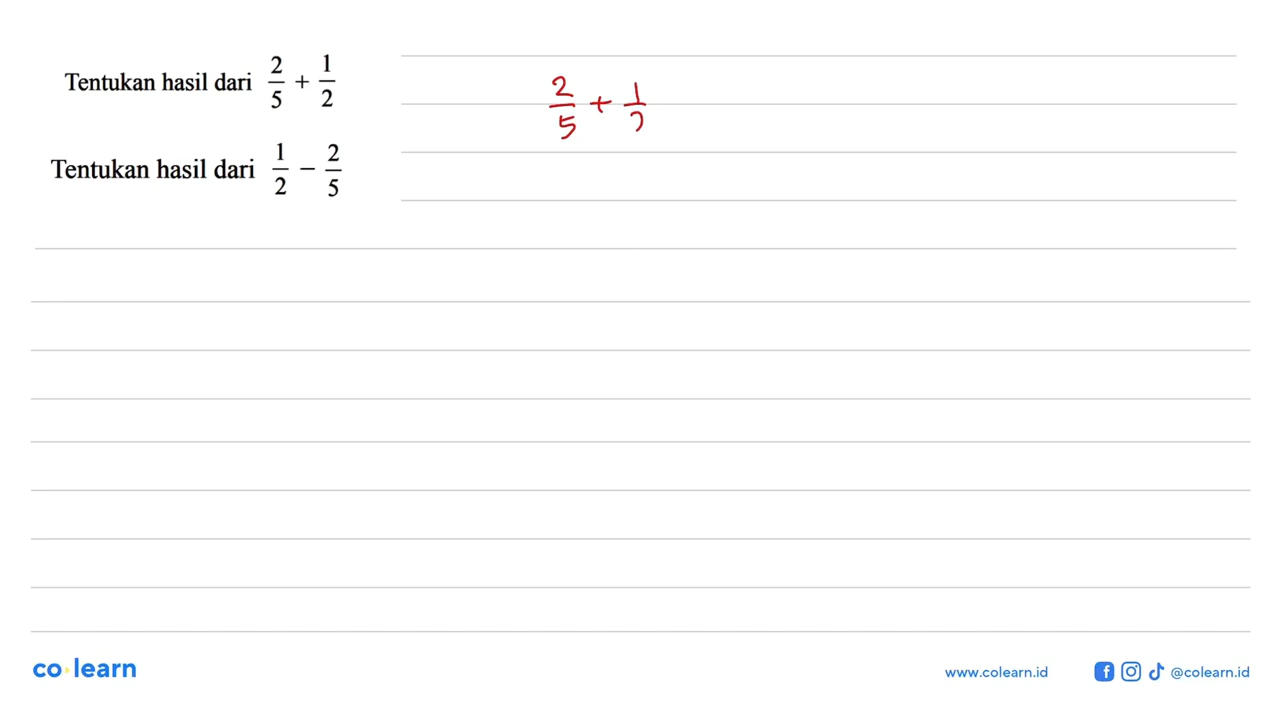 Tentukan hasil dari 2/5 + 1/2
2/5 + 1/2
Tentukan hasil dari 1/2 − 2/5
co learn
www.colearn.id @colearn.id